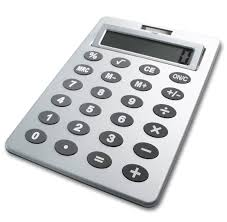 % √ CE ON/C
MRC M- M+ +/-
7 8 9 ÷
4 5 6 ×
1 2 3 -
0 · = +